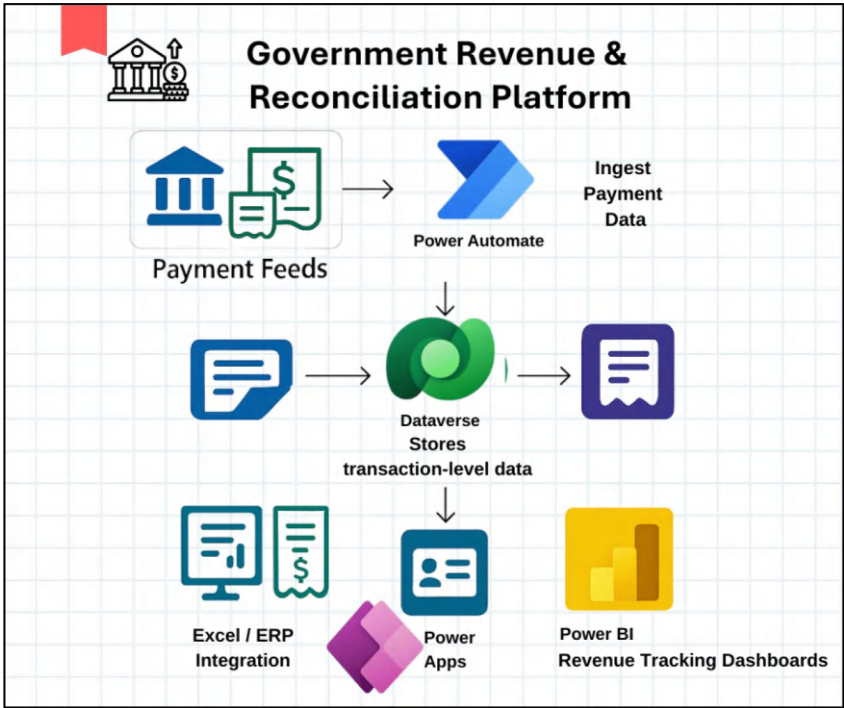 Government Revenue &
Reconciliation Platform
$
$
Payment Feeds
Power Automate
Ingest
Payment
Data
Dataverse
Stores
transaction-level data
$
Excel / ERP
Integration
Power
Apps
Power BI
Revenue Tracking Dashboards